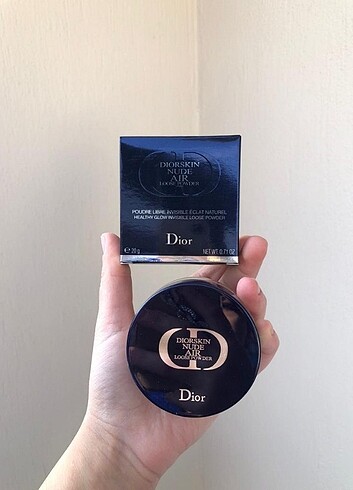 DIORSKIN
NUDE
AIR
LOOSE POWDER
POUDRE LIBRE INVISIBLE ÉCLAT NATUREL
HEALTHY GLOW INVISIBLE LOOSE POWDER
Dior
℮ 20 g NET WT. 0.71 OZ
CD
DIORSKIN
NUDE
AIR
LOOSE POWDER
Dior